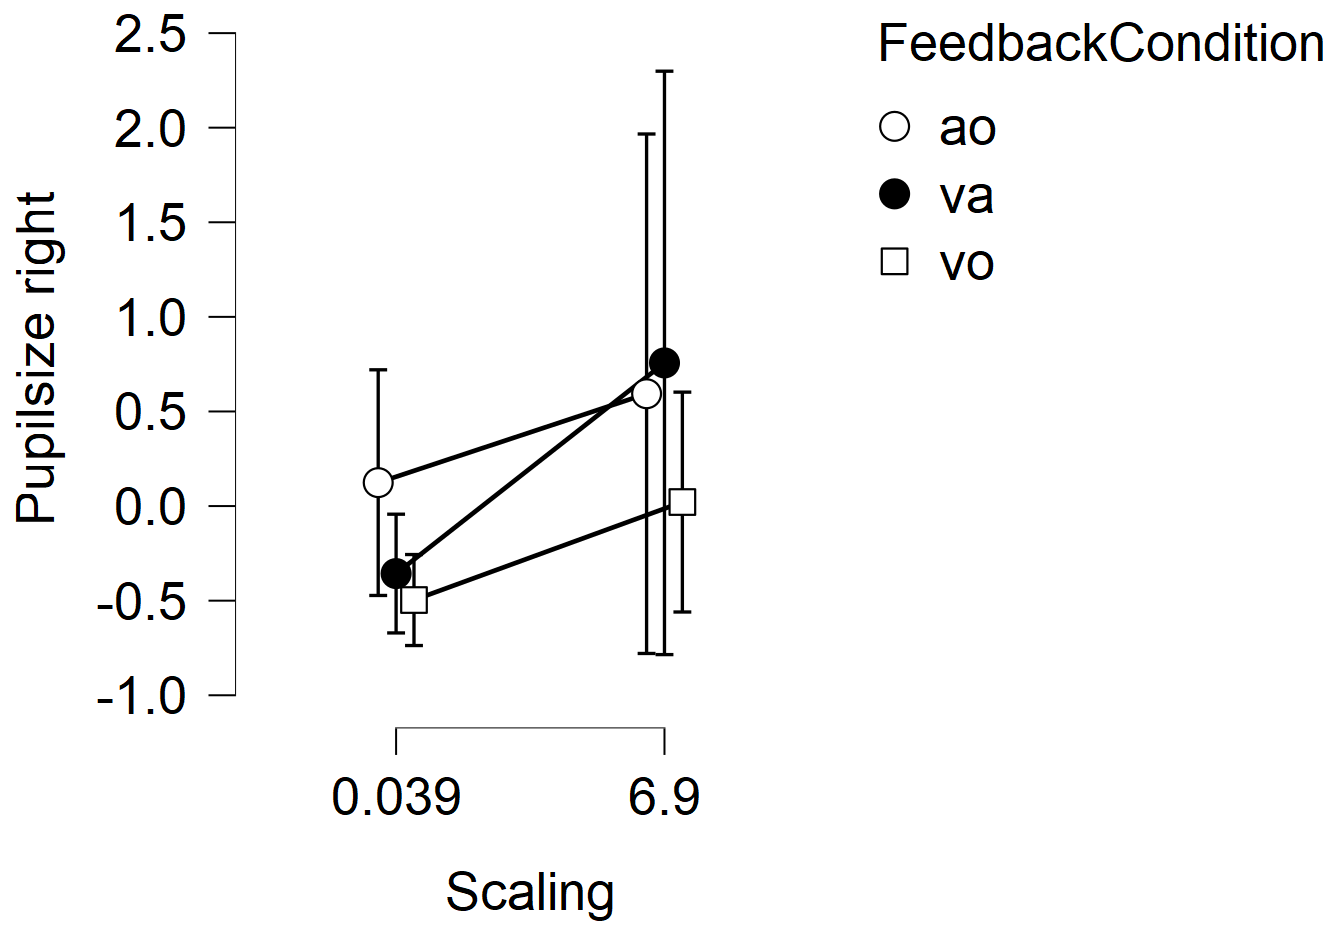 2.5
2.0
1.5
1.0
0.5
0.0
-0.5
-1.0
Pupilsize right
0.039 6.9
Scaling
FeedbackCondition
ao
va
vo